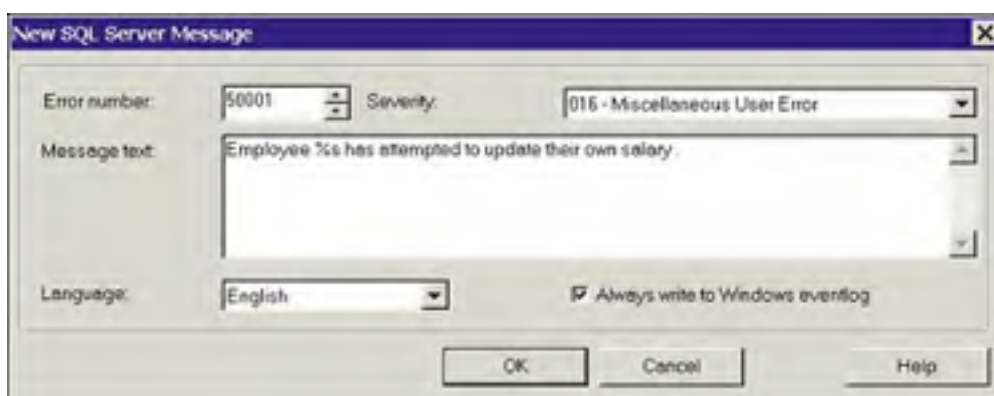 New SQL Server Message
Error number: 50001 Severity: 016 - Miscellaneous User Error
Message text: Employee %s has attempted to update their own salary.
Language: English Always write to Windows eventlog
OK Cancel Help